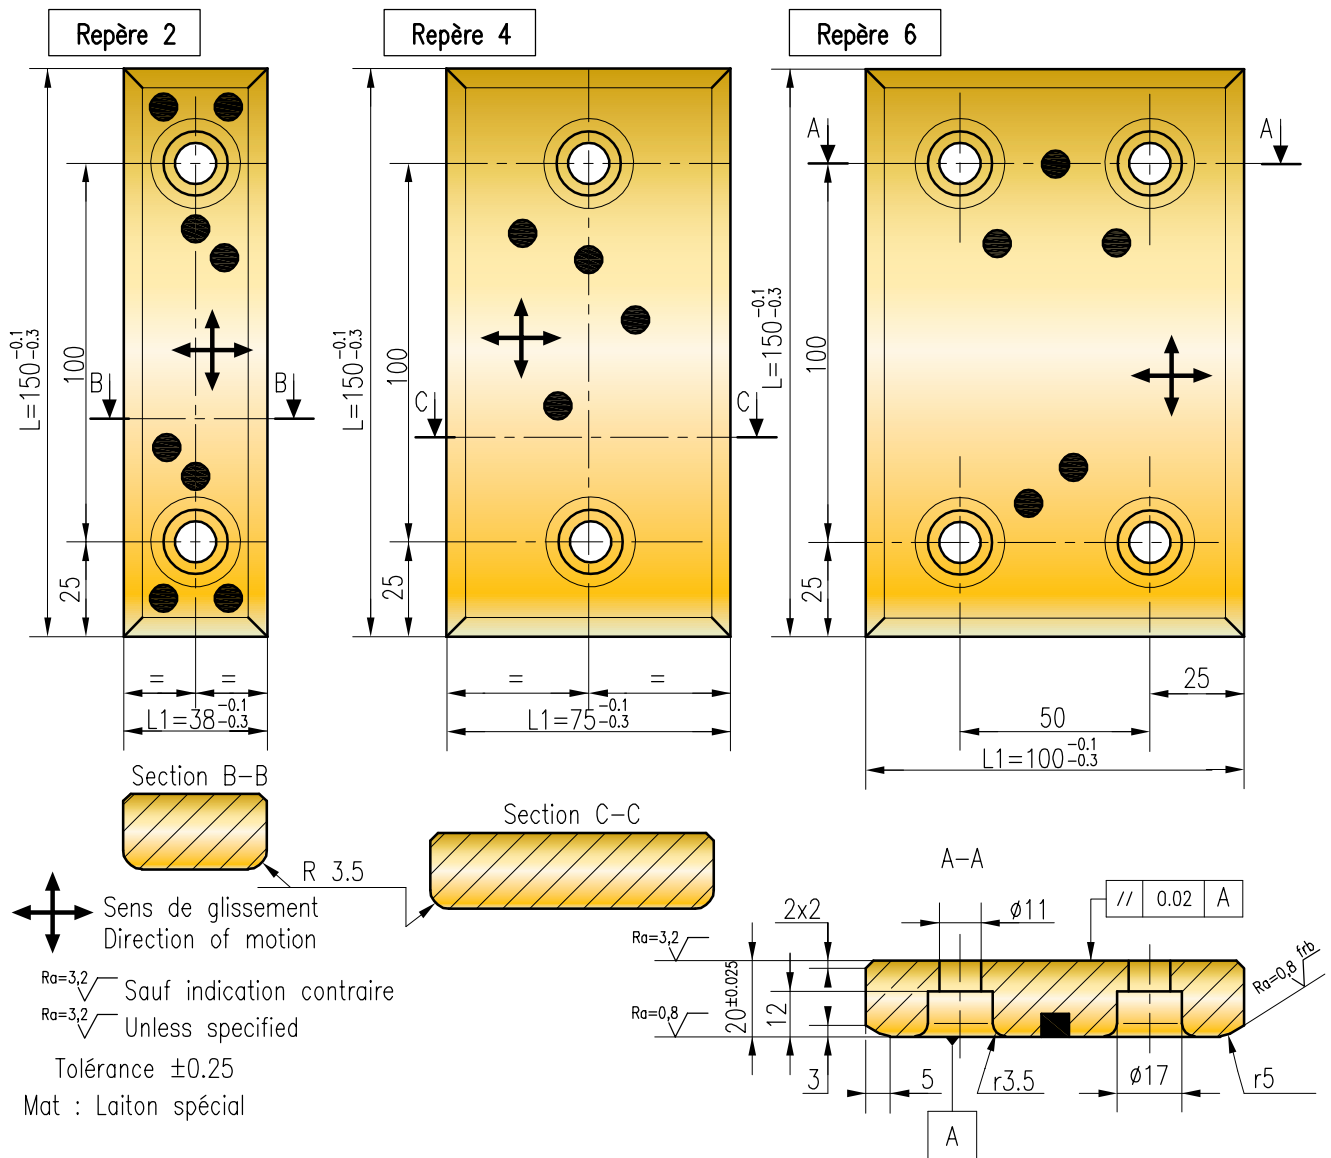 Repère 2
Repère 4
Repère 6
L=150 -0.1 -0.3
100
25
B
B
= =
L1=38 -0.1 -0.3
L=150 -0.1 -0.3
100
25
C
C
= =
L1=75 -0.1 -0.3
L=150 -0.1 -0.3
100
25
A
A
25
50
L1=100 -0.1 -0.3
Section B-B
Section C-C
R 3.5
Sens de glissement
Direction of motion
Ra=3,2 Sauf indication contraire
Ra=3,2 Unless specified
Tolérance ±0.25
Mat : Laiton spécial
A-A
2x2
ø11
// 0.02 A
Ra=3,2
Ra=0,8
20±0.025
12
Ra=0,8 frb
3
5
r3.5
ø17
r5
A